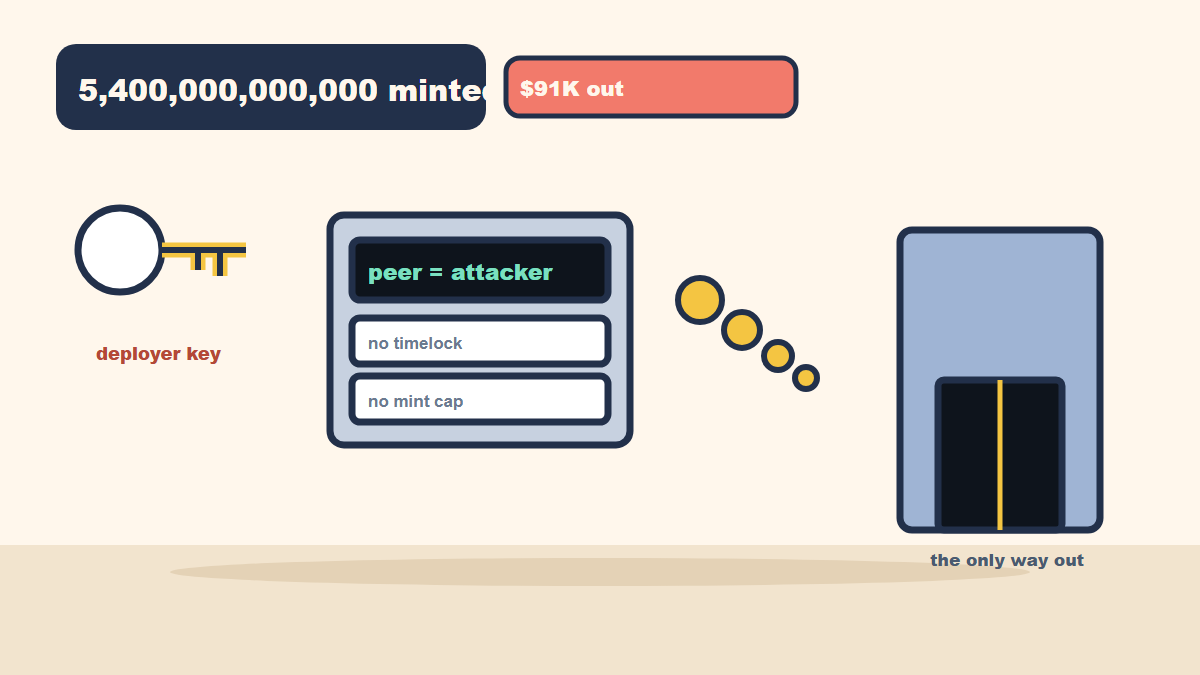 5,400,000,000,000 minted
$91K out
peer = attacker
no timelock
deployer key
no mint cap
the only way out